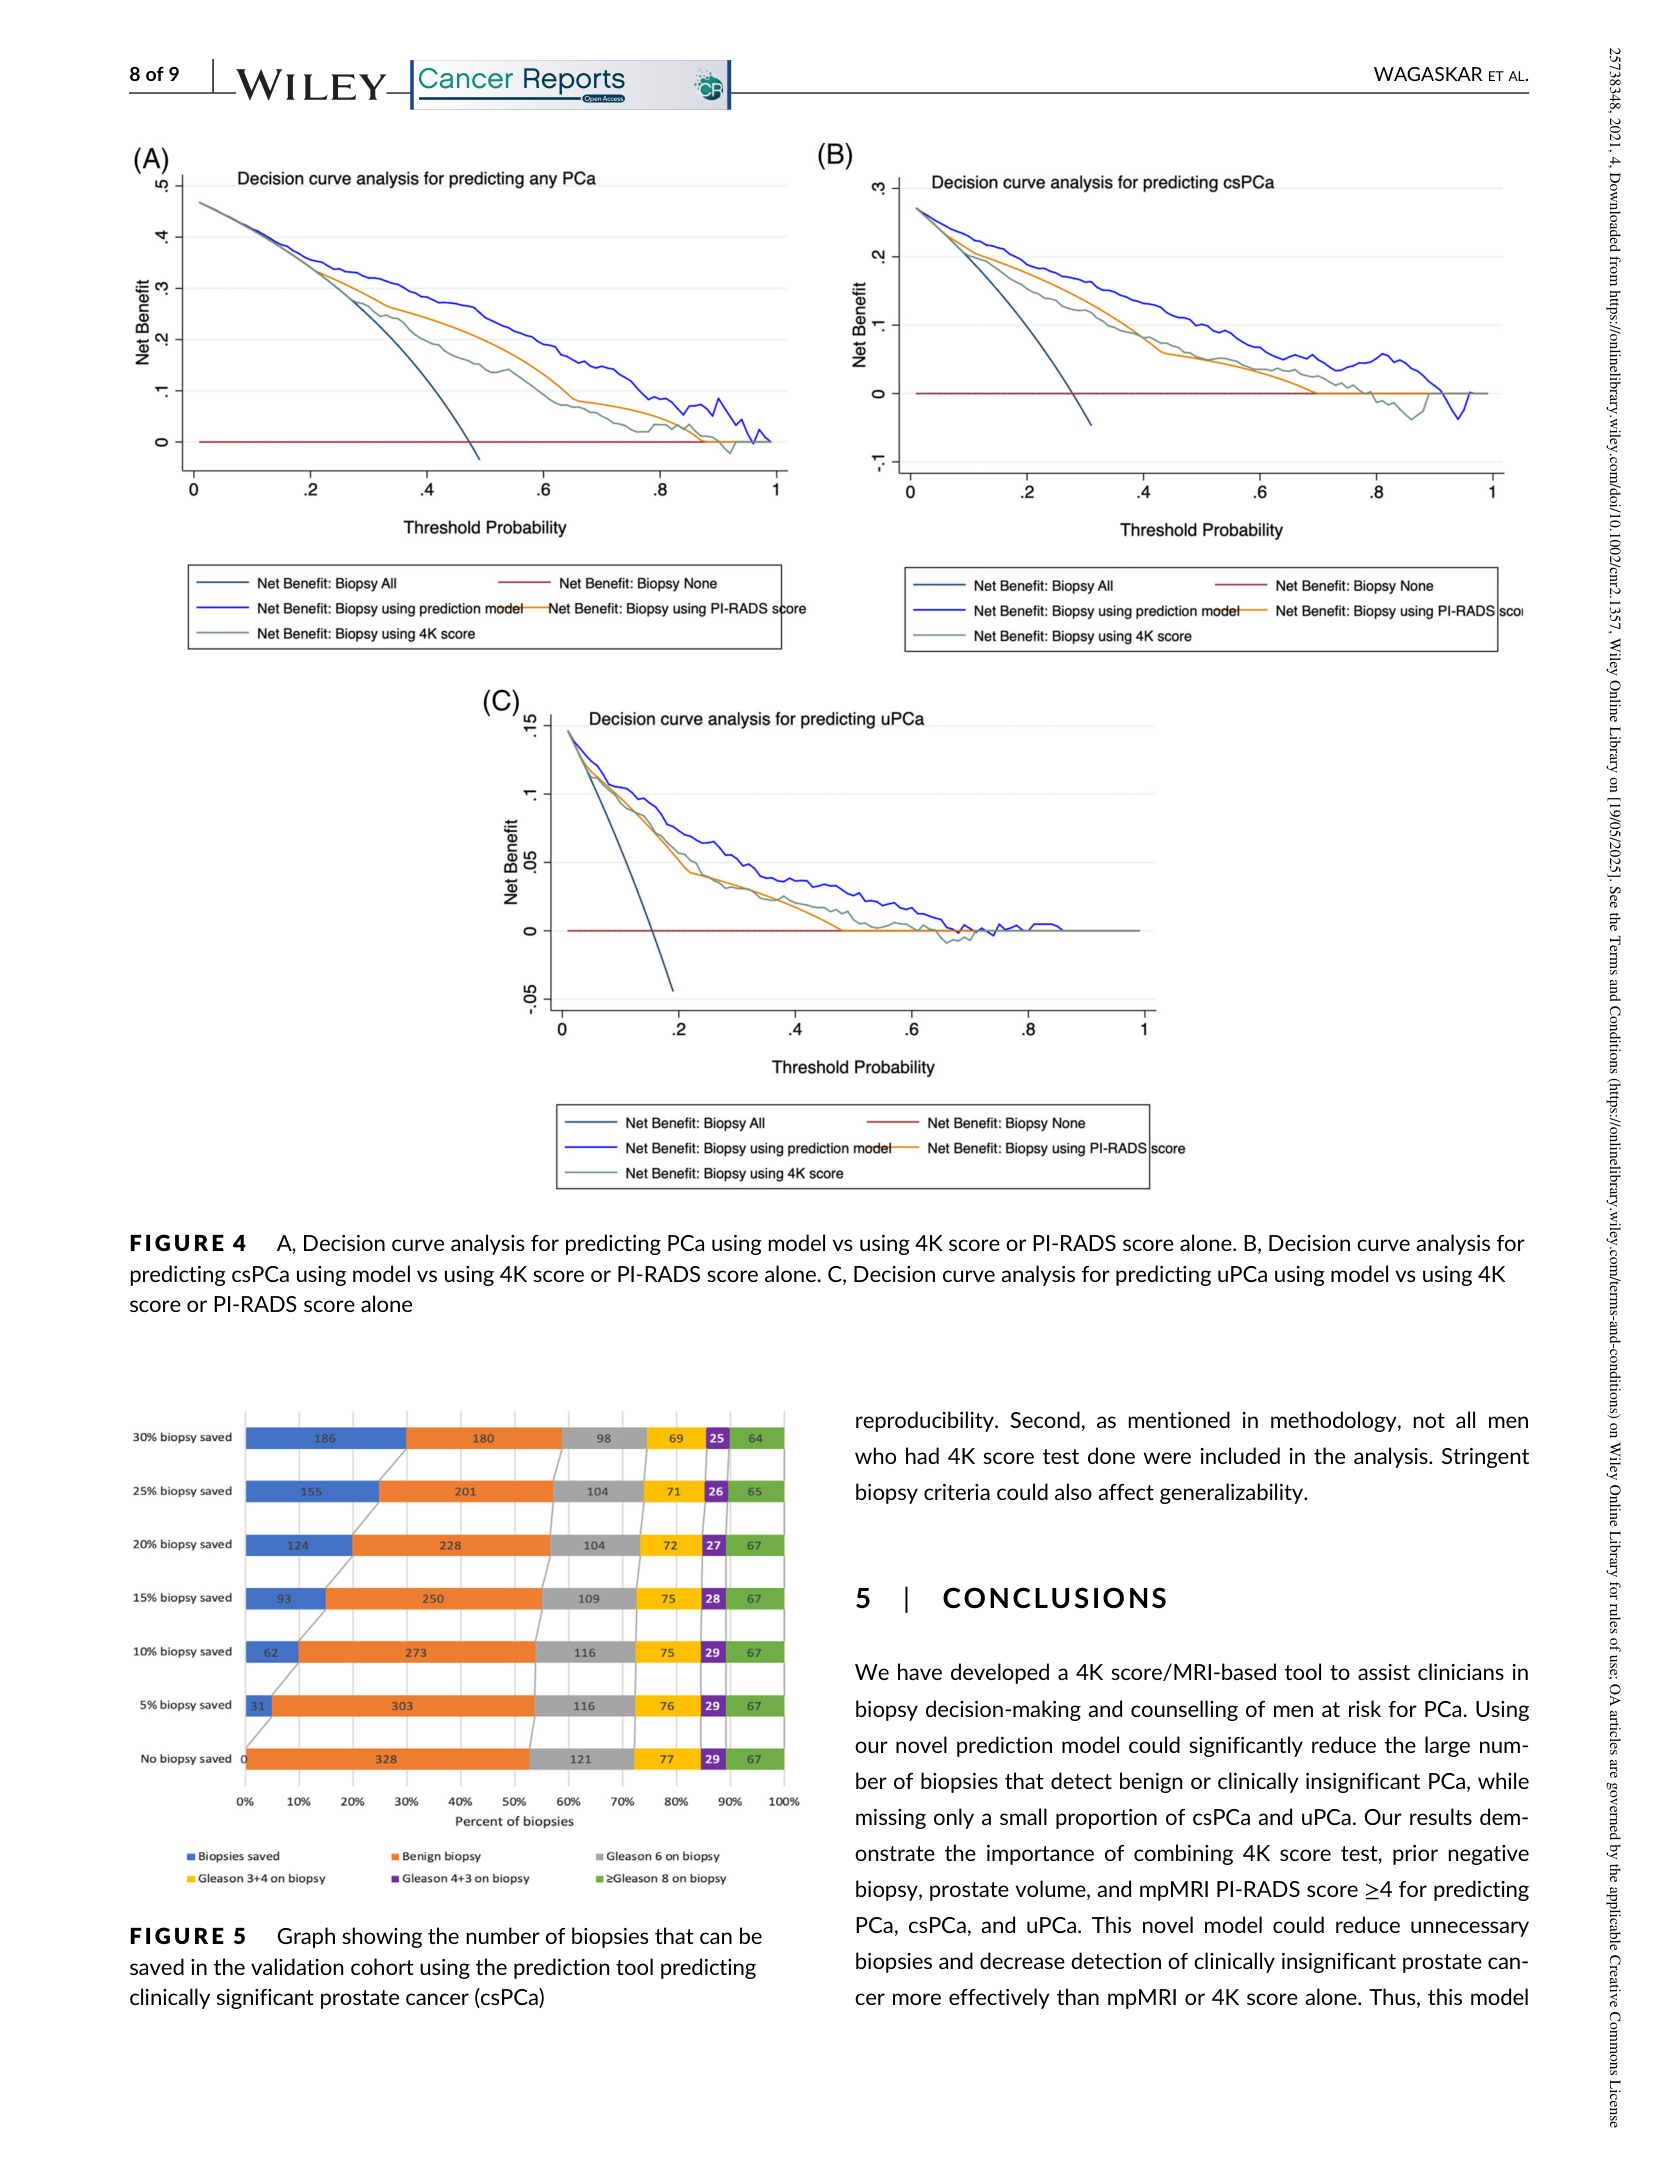 8 of 9
WILEY
Cancer Reports
Open Access
CR
WAGASKAR ET AL.
(A)
Decision curve analysis for predicting any PCa
Net Benefit
.5
.4
.3
.2
.1
0
0 .2 .4 .6 .8 1
Threshold Probability
Net Benefit: Biopsy All
Net Benefit: Biopsy None
Net Benefit: Biopsy using prediction model
Net Benefit: Biopsy using PI-RADS score
Net Benefit: Biopsy using 4K score
(B)
Decision curve analysis for predicting csPCa
Net Benefit
.3
.2
.1
0
-.1
0 .2 .4 .6 .8 1
Threshold Probability
Net Benefit: Biopsy All
Net Benefit: Biopsy None
Net Benefit: Biopsy using prediction model
Net Benefit: Biopsy using PI-RADS scor
Net Benefit: Biopsy using 4K score
(C)
Decision curve analysis for predicting uPCa
Net Benefit
.15
.1
.05
0
-.05
0 .2 .4 .6 .8 1
Threshold Probability
Net Benefit: Biopsy All
Net Benefit: Biopsy None
Net Benefit: Biopsy using prediction model
Net Benefit: Biopsy using PI-RADS score
Net Benefit: Biopsy using 4K score
FIGURE 4 A, Decision curve analysis for predicting PCa using model vs using 4K score or PI-RADS score alone. B, Decision curve analysis for
predicting csPCa using model vs using 4K score or PI-RADS score alone. C, Decision curve analysis for predicting uPCa using model vs using 4K
score or PI-RADS score alone
30% biopsy saved 186 180 98 69 25 64
25% biopsy saved 155 201 104 71 26 65
20% biopsy saved 124 228 104 72 27 67
15% biopsy saved 93 250 109 75 28 67
10% biopsy saved 62 273 116 75 29 67
5% biopsy saved 31 303 116 76 29 67
No biopsy saved 0 328 121 77 29 67
0% 10% 20% 30% 40% 50% 60% 70% 80% 90% 100%
Percent of biopsies
Biopsies saved
Benign biopsy
Gleason 6 on biopsy
Gleason 3+4 on biopsy
Gleason 4+3 on biopsy
≥Gleason 8 on biopsy
FIGURE 5 Graph showing the number of biopsies that can be
saved in the validation cohort using the prediction tool predicting
clinically significant prostate cancer (csPCa)
reproducibility. Second, as mentioned in methodology, not all men
who had 4K score test done were included in the analysis. Stringent
biopsy criteria could also affect generalizability.
5 | CONCLUSIONS
We have developed a 4K score/MRI-based tool to assist clinicians in
biopsy decision-making and counselling of men at risk for PCa. Using
our novel prediction model could significantly reduce the large num-
ber of biopsies that detect benign or clinically insignificant PCa, while
missing only a small proportion of csPCa and uPCa. Our results dem-
onstrate the importance of combining 4K score test, prior negative
biopsy, prostate volume, and mpMRI PI-RADS score ≥4 for predicting
PCa, csPCa, and uPCa. This novel model could reduce unnecessary
biopsies and decrease detection of clinically insignificant prostate can-
cer more effectively than mpMRI or 4K score alone. Thus, this model
25738348, 2021, 4, Downloaded from https://onlinelibrary.wiley.com/doi/10.1002/cnr2.1357, Wiley Online Library on [19/05/2025]. See the Terms and Conditions (https://onlinelibrary.wiley.com/terms-and-conditions) on Wiley Online Library for rules of use; OA articles are governed by the applicable Creative Commons License